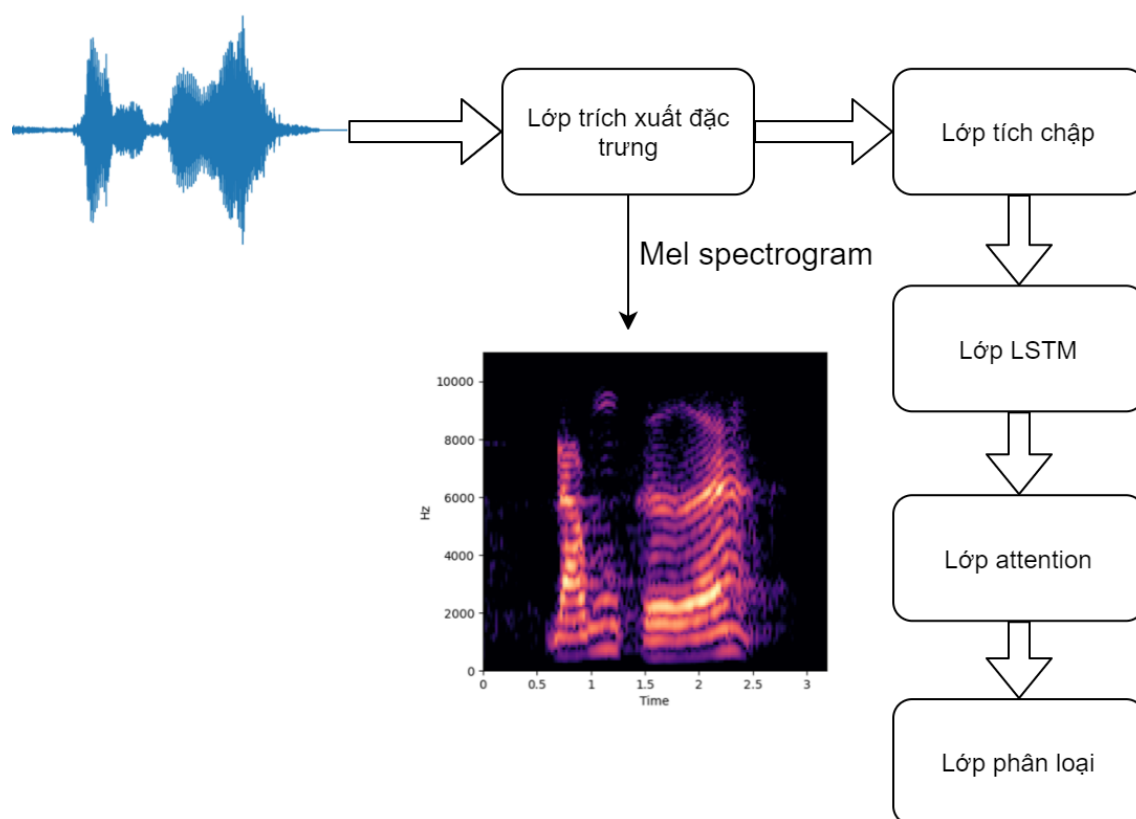 Lớp trích xuất đặc
trưng
Lớp tích chập
Mel spectrogram
Lớp LSTM
10000
8000
6000
Hz
4000
2000
0
0 0.5 1 1.5 2 2.5 3
Time
Lớp attention
Lớp phân loại